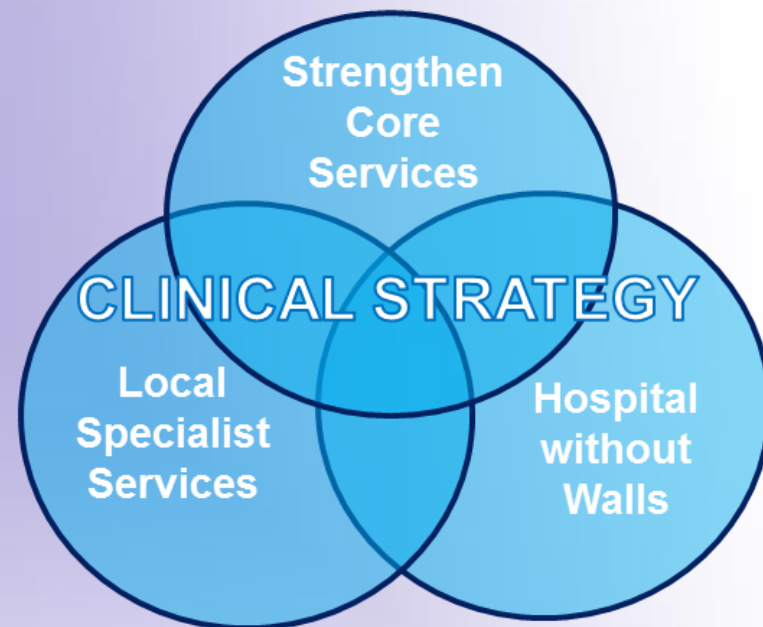 Strengthen
Core
Services
CLINICAL STRATEGY
Local
Specialist
Services
Hospital
without
Walls